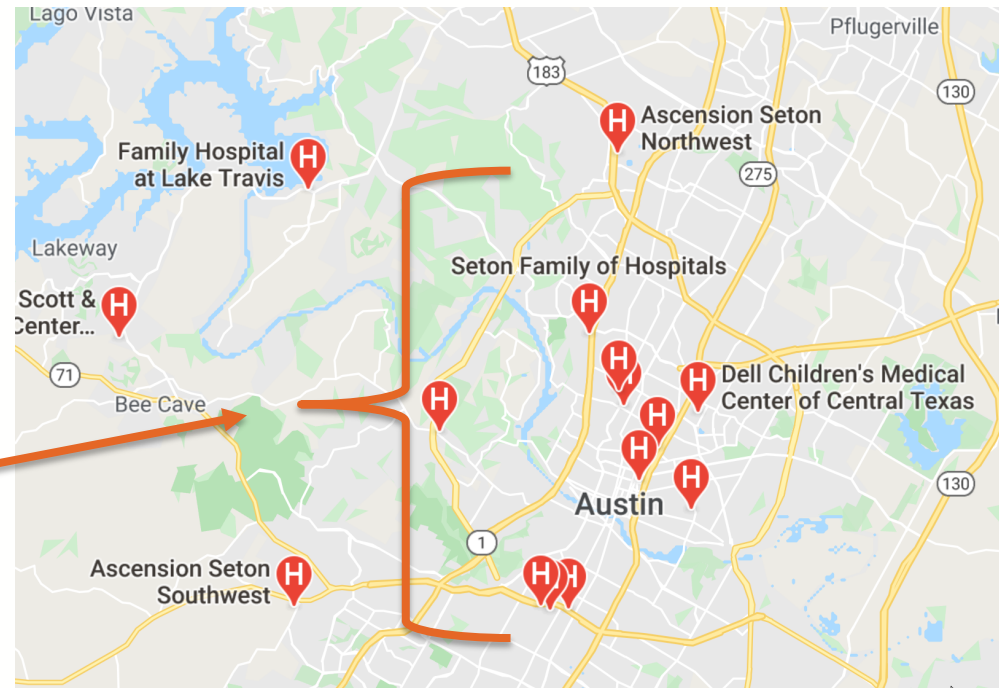 Lago Vista
Pflugerville
183
130
Ascension Seton
Northwest
Family Hospital
at Lake Travis
275
Lakeway
Seton Family of Hospitals
Scott &
Center...
71
Bee Cave
Dell Children's Medical
Center of Central Texas
130
Austin
1
Ascension Seton
Southwest
H
H
H
H
H
H
H
H
H
H
H
H
H
H